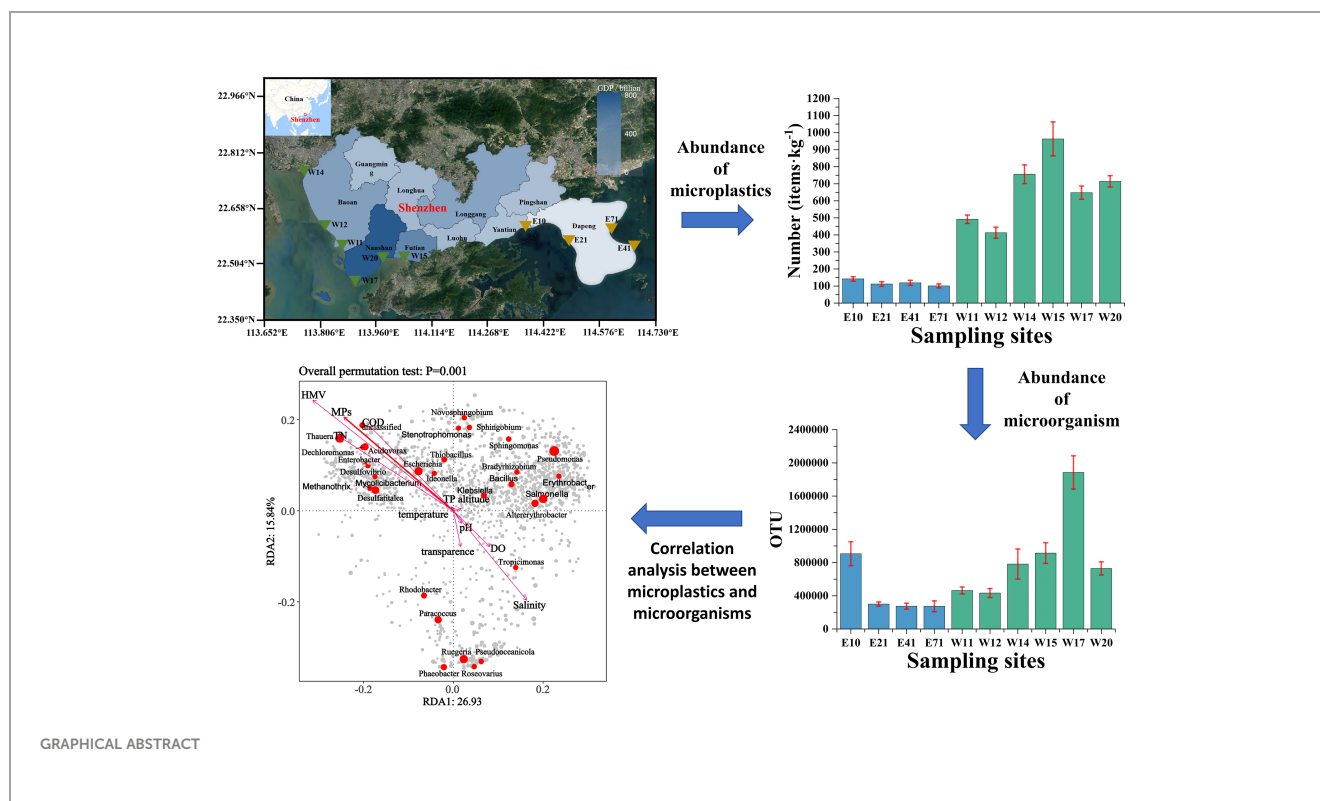 22.966°N
22.812°N
22.658°N
22.504°N
22.350°N
113.652°E
113.806°E
113.960°E
114.114°E
114.268°E
114.422°E
114.576°E
114.730°E
China
Shenzhen
GDP / billion
800
400
0
W14
Guangmin
g
Longhua
Baoan
Shenzhen
Longgang
Pingshan
W12
E10
E71
Dapeng
Yantian
Luohu
E21
W11
Nanshan
Futian
E41
W20
W15
W17
Abundance
of
microplastics
Number (items·kg⁻¹)
1200
1100
1000
900
800
700
600
500
400
300
200
100
0
E10 E21 E41 E71 W11 W12 W14 W15 W17 W20
Sampling sites
Abundance
of
microorganism
OTU
2400000
2000000
1600000
1200000
800000
400000
0
E10 E21 E41 E71 W11 W12 W14 W15 W17 W20
Sampling sites
Correlation
analysis between
microplastics and
microorganisms
Overall permutation test: P=0.001
HMV
MPs
COD
Unclassified
TN
Thauera
Acidovorax
Dechloromonas
Enterobacter
Desulfovibrio
Mycolicibacterium
Methanothrix
Desulfatitalea
Novosphingobium
Sphingobium
Stenotrophomonas
Sphingomonas
Thiobacillus
Pseudomonas
Escherichia
Ideonella
Bradyrhizobium
Bacillus
Erythrobacter
Klebsiella
Salmonella
TP altitude
Altererythrobacter
temperature
pH
DO
transparence
Tropicimonas
Salinity
Rhodobacter
Paracocous
Ruegeria
Pseudooceanicola
Phaeobacter
Roseovarius
0.2
0.0
-0.2
RDA2: 15.84%
-0.2
0.0
0.2
RDA1: 26.93
GRAPHICAL ABSTRACT